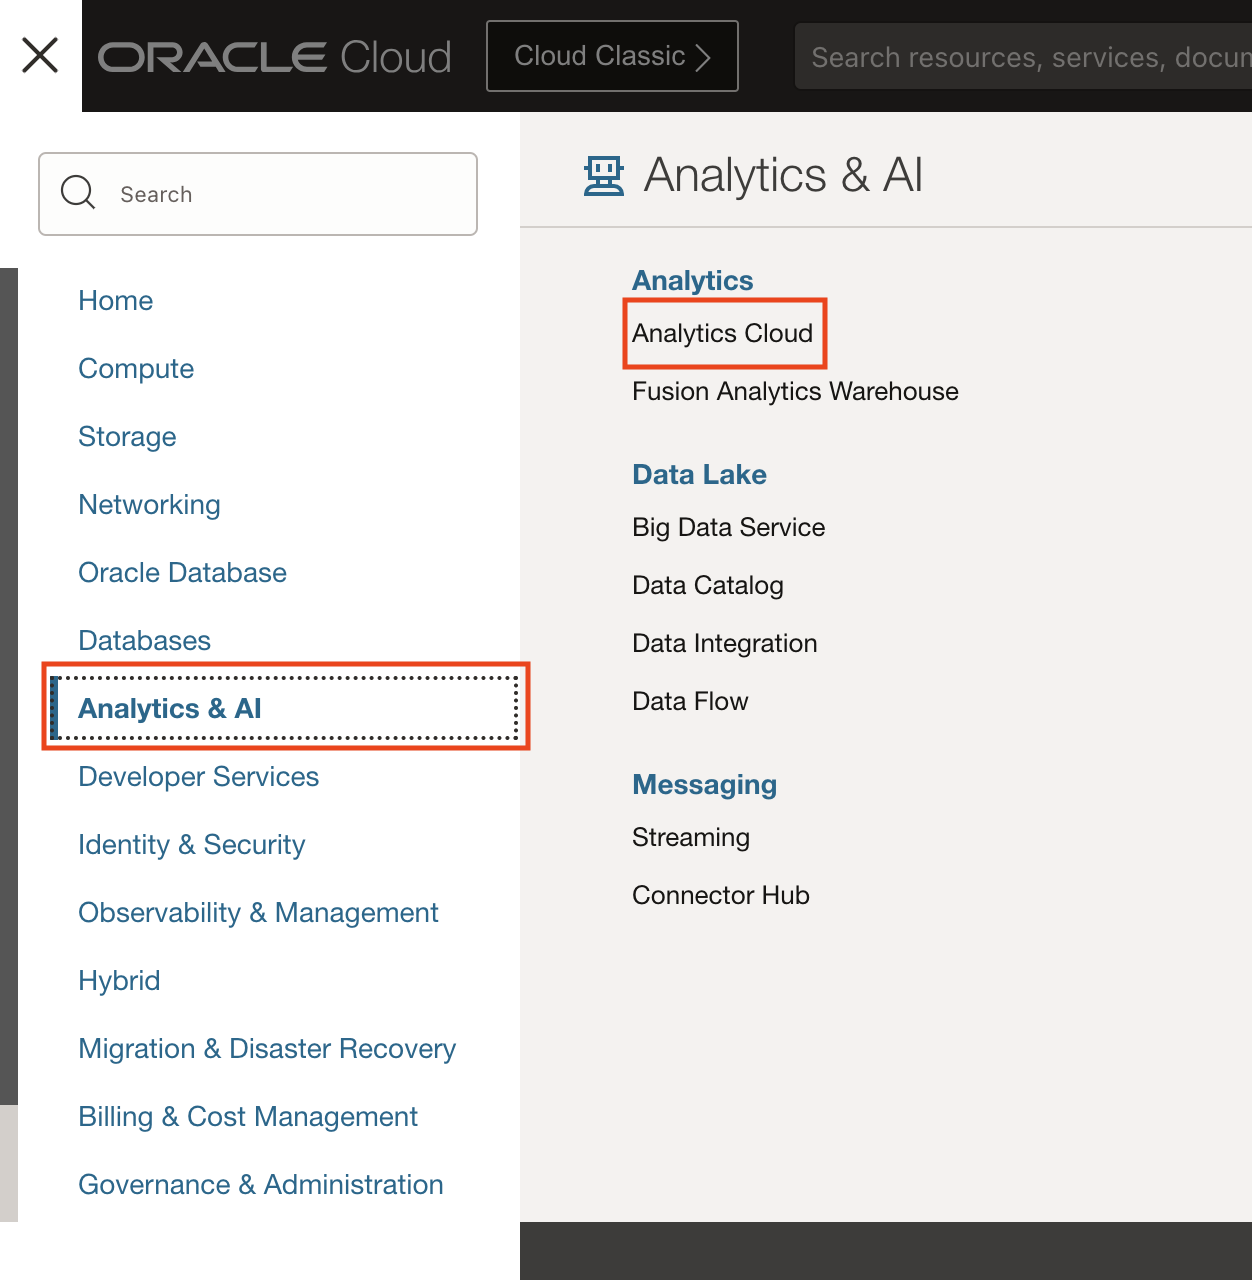 ORACLE Cloud
Cloud Classic
Search resources, services, docum
Search
Home
Compute
Storage
Networking
Oracle Database
Databases
Analytics & AI
Developer Services
Identity & Security
Observability & Management
Hybrid
Migration & Disaster Recovery
Billing & Cost Management
Governance & Administration
Analytics & AI
Analytics
Analytics Cloud
Fusion Analytics Warehouse
Data Lake
Big Data Service
Data Catalog
Data Integration
Data Flow
Messaging
Streaming
Connector Hub